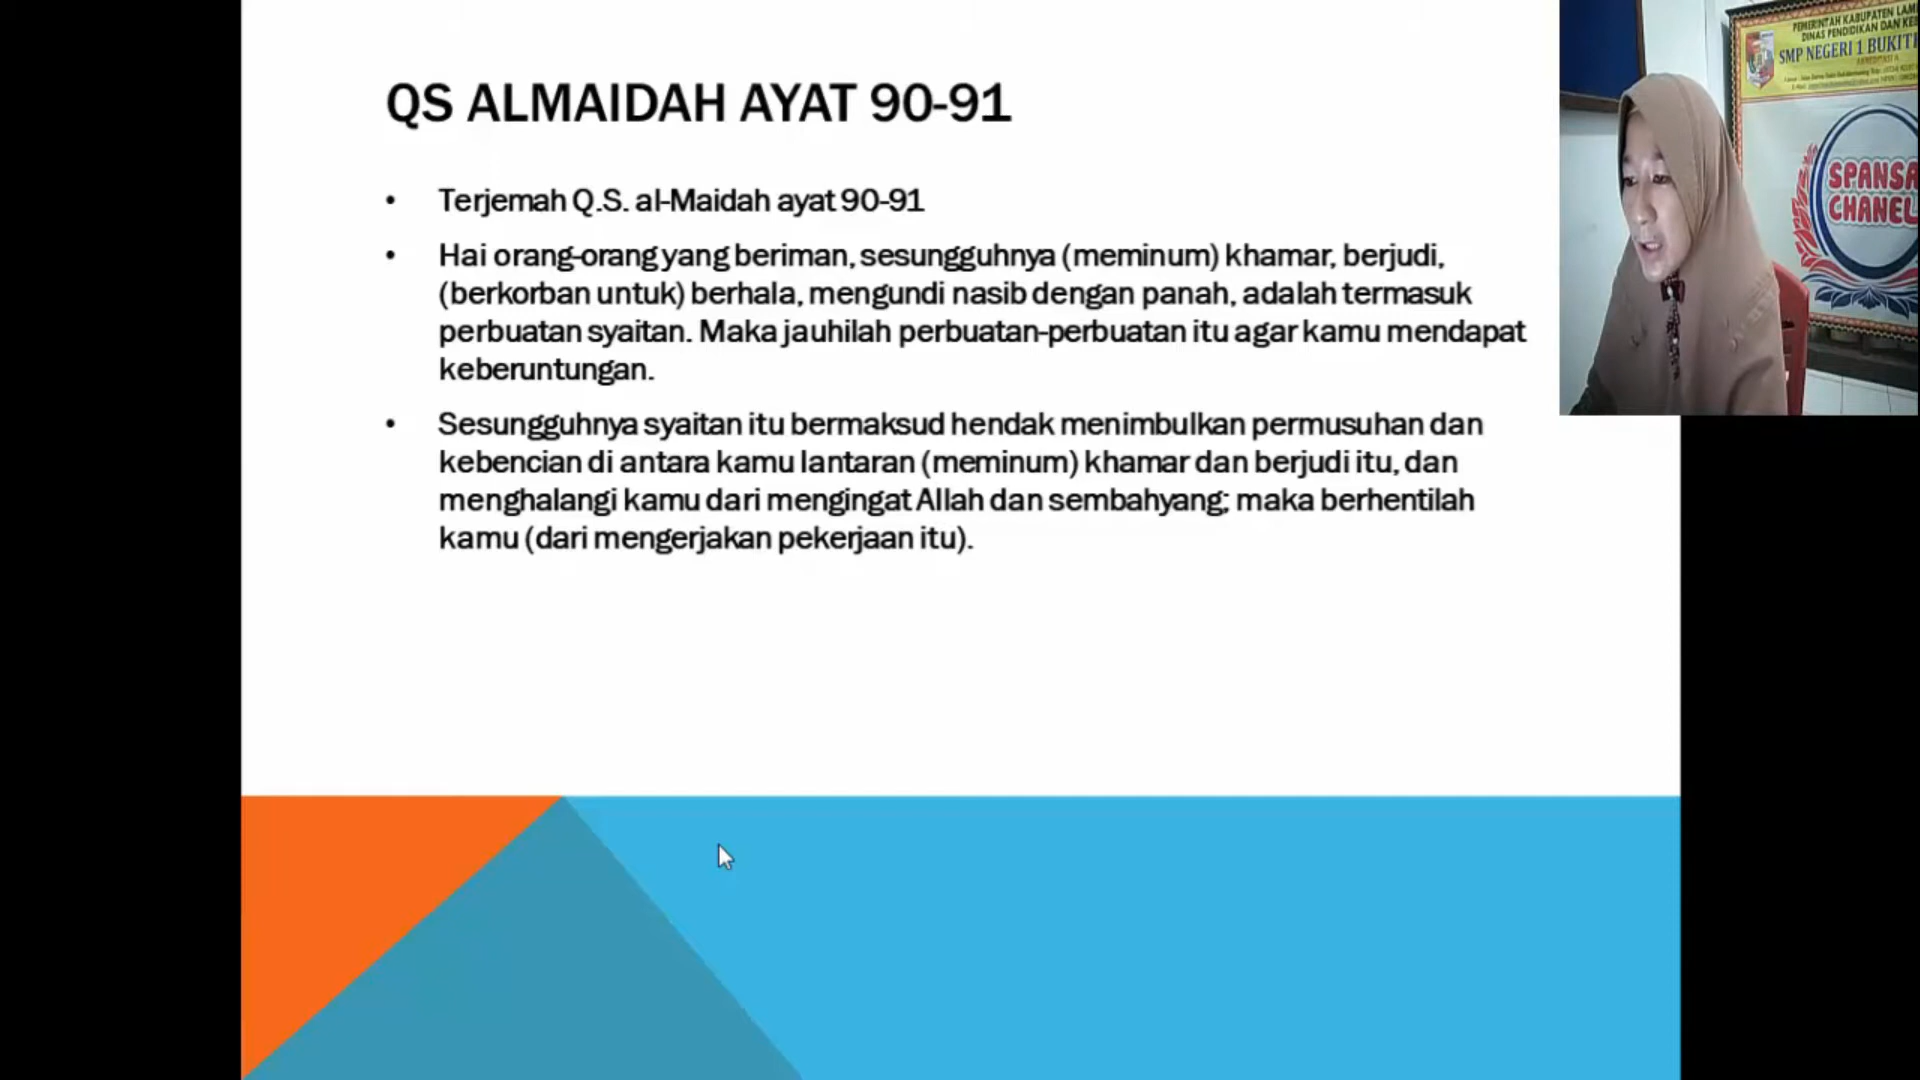 QS ALMAIDAH AYAT 90-91
• Terjemah Q.S. al-Maidah ayat 90-91
• Hai orang-orang yang beriman, sesungguhnya (meminum) khamar, berjudi,
(berkorban untuk) berhala, mengundi nasib dengan panah, adalah termasuk
perbuatan syaitan. Maka jauhilah perbuatan-perbuatan itu agar kamu mendapat
keberuntungan.
• Sesungguhnya syaitan itu bermaksud hendak menimbulkan permusuhan dan
kebencian di antara kamu lantaran (meminum) khamar dan berjudi itu, dan
menghalangi kamu dari mengingat Allah dan sembahyang; maka berhentilah
kamu (dari mengerjakan pekerjaan itu).
PEMERINTAH KABUPATEN LAM
DINAS PENDIDIKAN DAN KE
SMP NEGERI 1 BUKIT
SPANSA
CHANEL